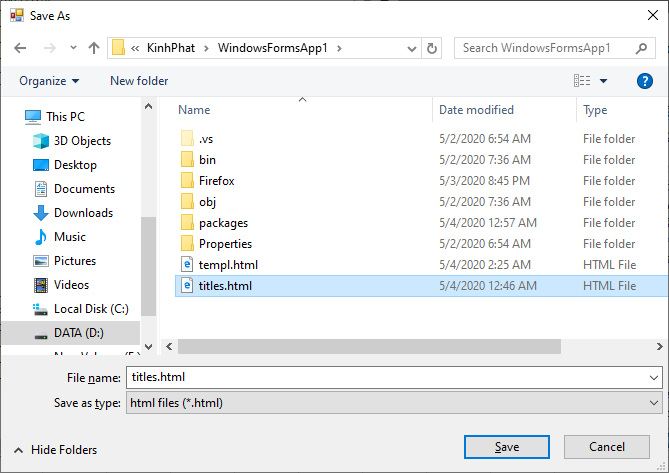 Save As
« KinhPhat > WindowsFormsApp1 >
Search WindowsFormsApp1
Organize
New folder
?
This PC
3D Objects
Desktop
Documents
Downloads
Music
Pictures
Videos
Local Disk (C:)
DATA (D:)
Name Date modified Type
.vs 5/2/2020 6:54 AM File folder
bin 5/2/2020 7:36 AM File folder
Firefox 5/3/2020 8:45 PM File folder
obj 5/2/2020 7:36 AM File folder
packages 5/4/2020 12:57 AM File folder
Properties 5/2/2020 6:54 AM File folder
templ.html 5/4/2020 2:25 AM HTML File
titles.html 5/4/2020 12:46 AM HTML File
File name: titles.html
Save as type: html files (*.html)
Hide Folders
Save
Cancel